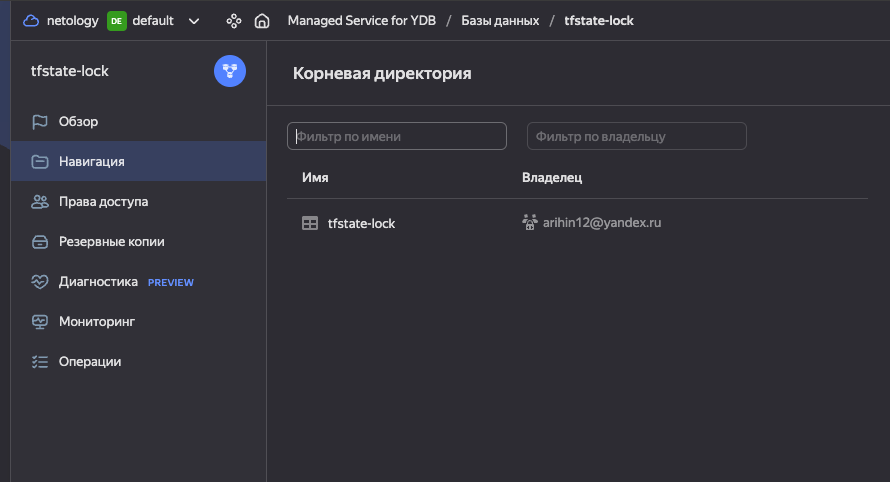 netology DE default Managed Service for YDB / Базы данных / tfstate-lock
tfstate-lock
Обзор
Навигация
Права доступа
Резервные копии
Диагностика PREVIEW
Мониторинг
Операции
Корневая директория
Фильтр по имени Фильтр по владельцу
Имя Владелец
tfstate-lock arihin12@yandex.ru